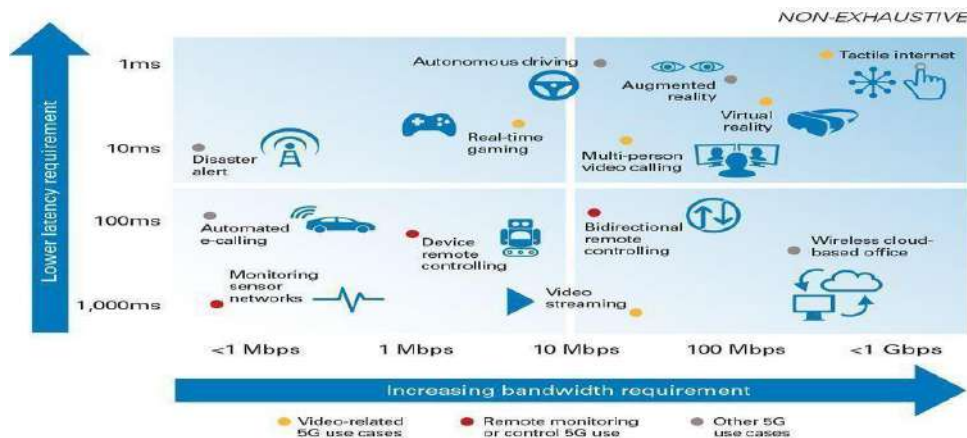 NON-EXHAUSTIVE
Lower latency requirement
1ms
10ms
100ms
1,000ms
Autonomous driving
Tactile internet
Augmented
reality
Virtual
reality
Real-time
gaming
Multi-person
video calling
Disaster
alert
Automated
e-calling
Device
remote
controlling
Bidirectional
remote
controlling
Wireless cloud-
based office
Monitoring
sensor
networks
Video
streaming
<1 Mbps
1 Mbps
10 Mbps
100 Mbps
<1 Gbps
Increasing bandwidth requirement
Video-related
5G use cases
Remote monitoring
or control 5G use
Other 5G
use cases